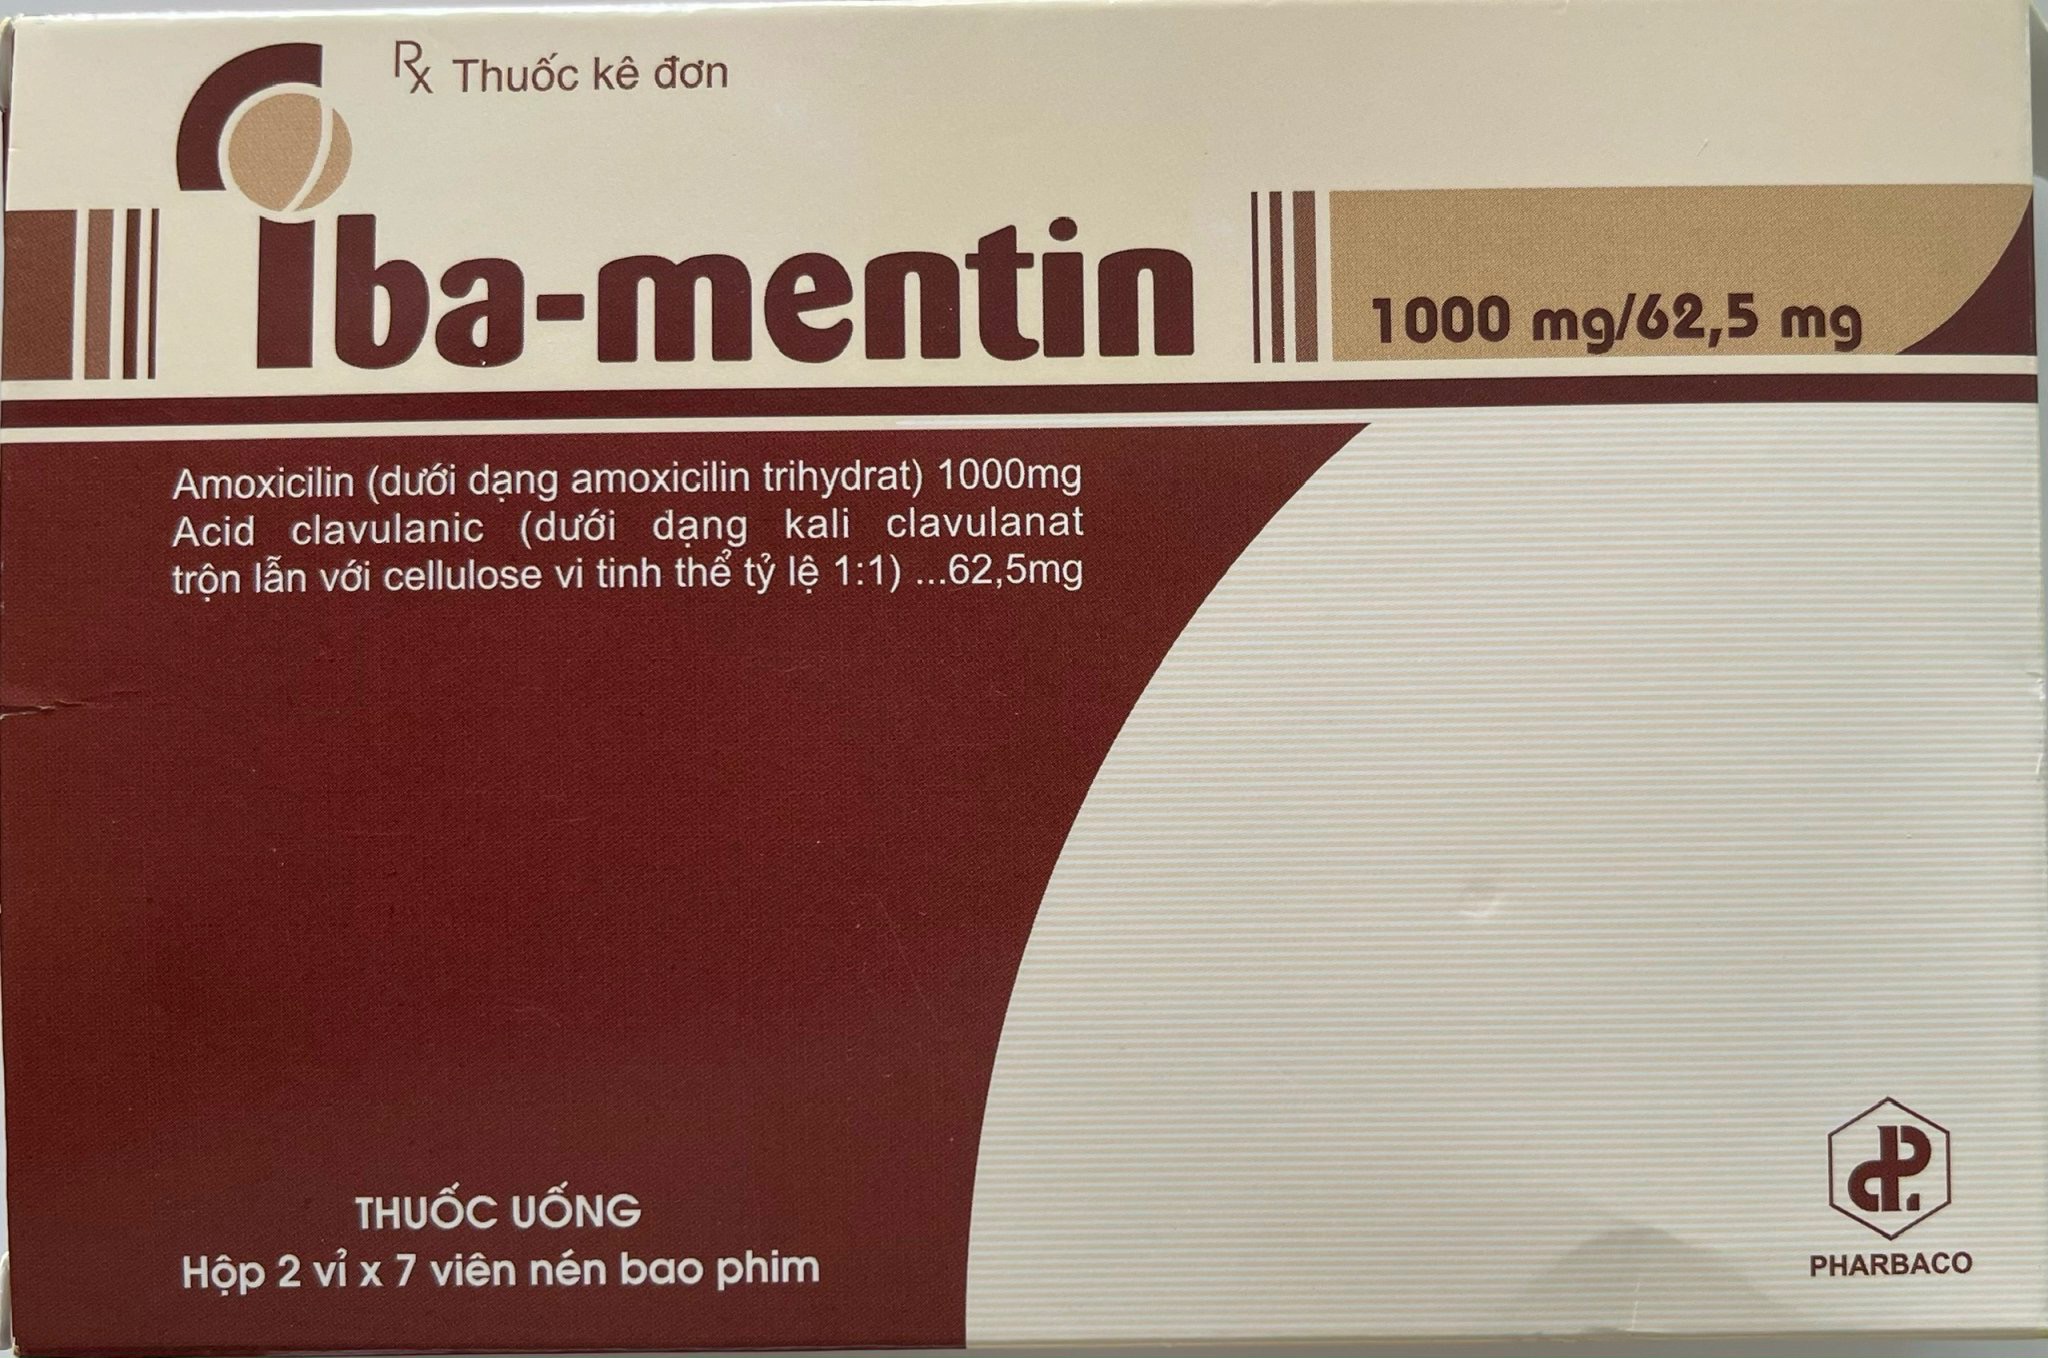 Rx Thuốc kê đơn
Iba-mentin
1000 mg/62,5 mg
Amoxicilin (dưới dạng amoxicilin trihydrat) 1000mg
Acid clavulanic (dưới dạng kali clavulanat
trộn lẫn với cellulose vi tinh thể tỷ lệ 1:1) ...62,5mg
THUỐC UỐNG
Hộp 2 vỉ x 7 viên nén bao phim
PHARBACO